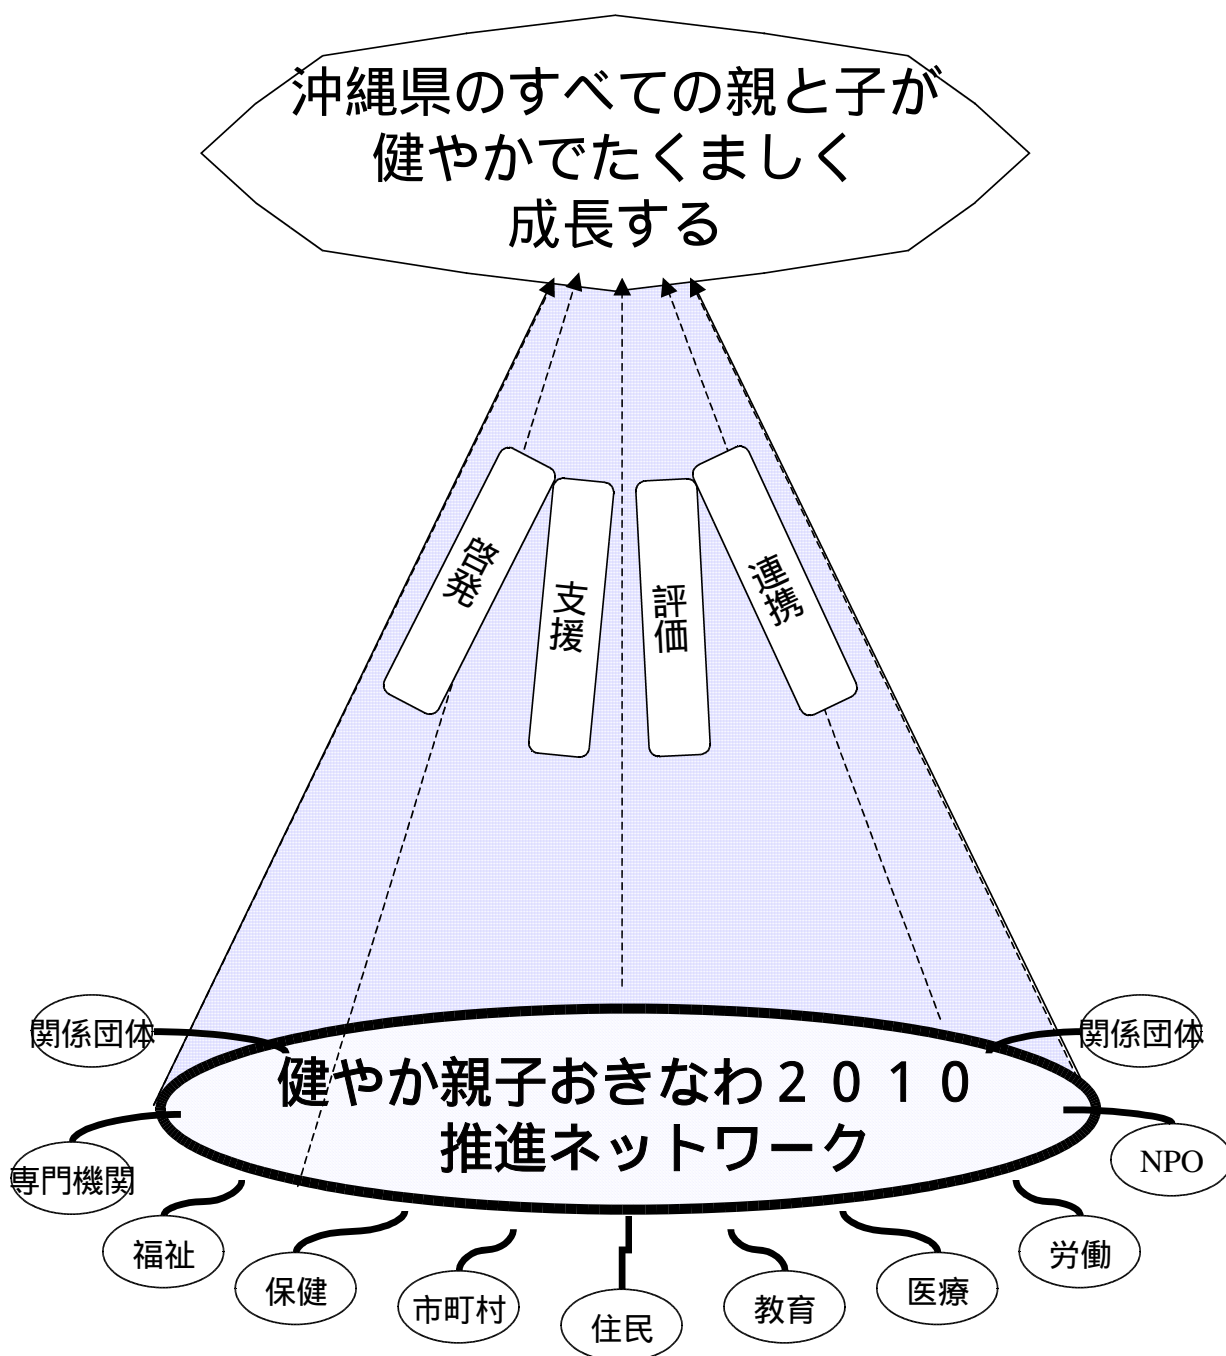 沖縄県のすべての親と子が
健やかでたくましく
成長する
啓発
支援
評価
連携
関係団体
関係団体
健やか親子おきなわ２０１０
推進ネットワーク
専門機関
NPO
福祉
保健
市町村
住民
教育
医療
労働